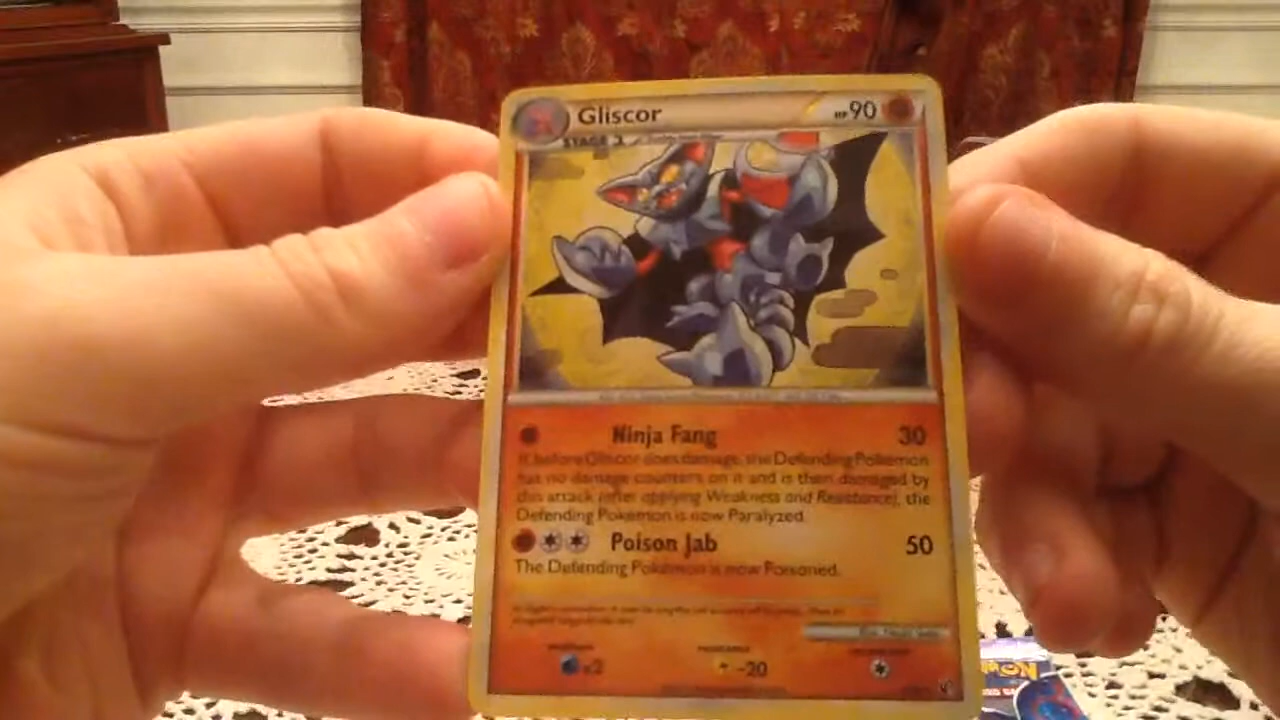 Gliscor HP 90
STAGE
Ninja Fang 30
If, before Gliscor does damage, the Defending Pokémon
has no damage counters on it and is then damaged by
this attack (after applying Weakness and Resistance), the
Defending Pokémon is now Paralyzed.
Poison Jab 50
The Defending Pokémon is now Poisoned.
x2 -20